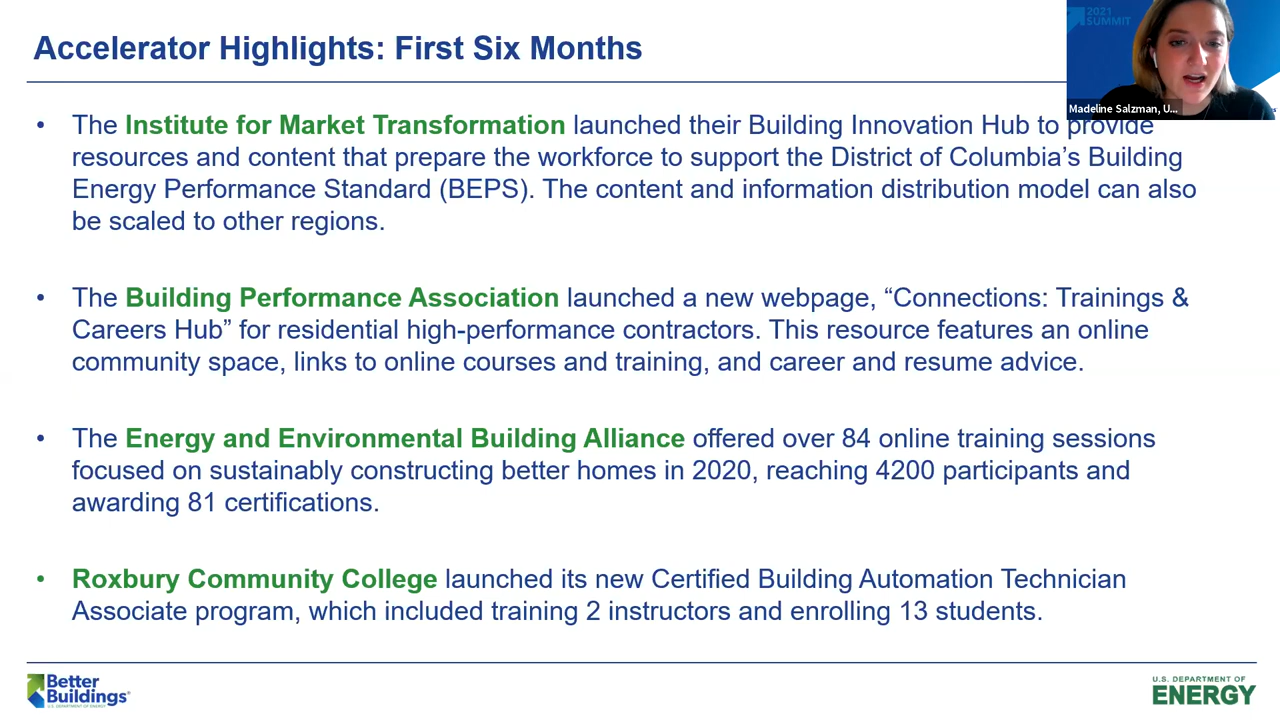 Accelerator Highlights: First Six Months
2021
SUMMIT
Madeline Salzman, U...
• The Institute for Market Transformation launched their Building Innovation Hub to provide
resources and content that prepare the workforce to support the District of Columbia’s Building
Energy Performance Standard (BEPS). The content and information distribution model can also
be scaled to other regions.
• The Building Performance Association launched a new webpage, “Connections: Trainings &
Careers Hub” for residential high-performance contractors. This resource features an online
community space, links to online courses and training, and career and resume advice.
• The Energy and Environmental Building Alliance offered over 84 online training sessions
focused on sustainably constructing better homes in 2020, reaching 4200 participants and
awarding 81 certifications.
• Roxbury Community College launched its new Certified Building Automation Technician
Associate program, which included training 2 instructors and enrolling 13 students.
Better
Buildings®
U.S. DEPARTMENT OF ENERGY
U.S. DEPARTMENT OF
ENERGY